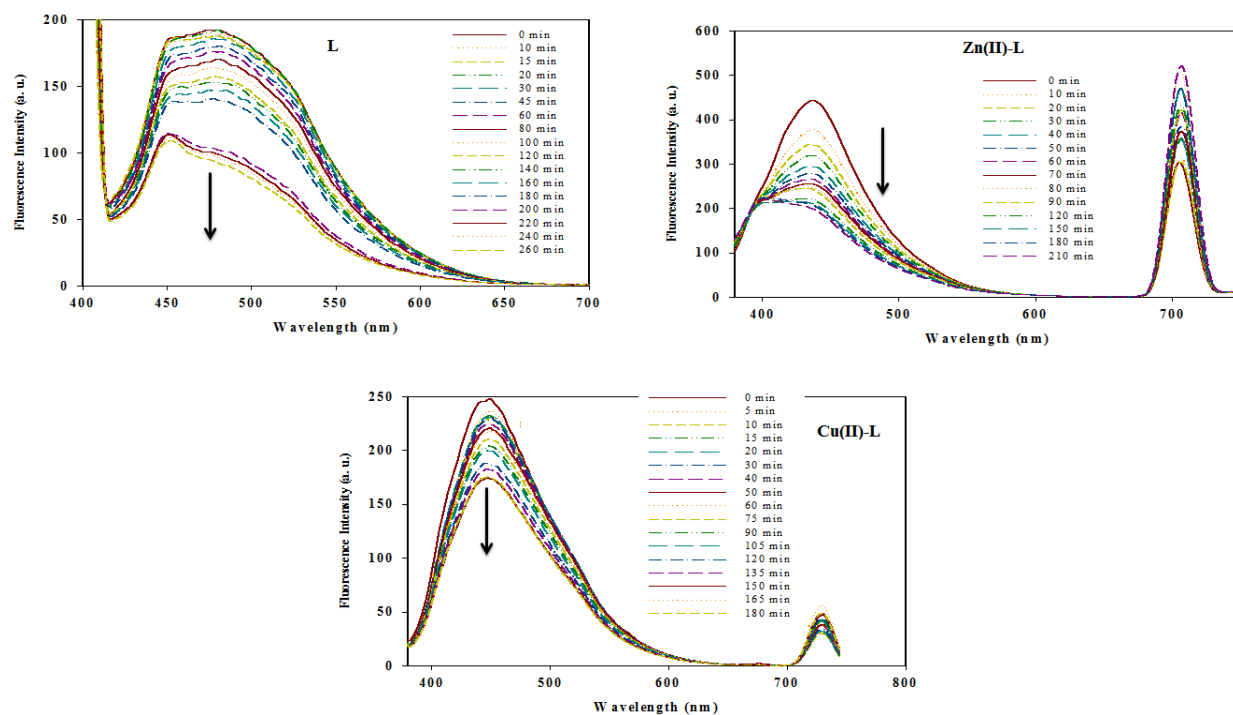 L
Fluorescence Intensity (a. u.)
200
150
100
50
0
400 450 500 550 600 650 700
Wavelength (nm)
0 min
10 min
15 min
20 min
30 min
45 min
60 min
80 min
100 min
120 min
140 min
160 min
180 min
200 min
220 min
240 min
260 min
Zn(II)-L
Fluorescence Intensity (a. u.)
600
500
400
300
200
100
0
400 500 600 700
Wavelength (nm)
0 min
10 min
20 min
30 min
40 min
50 min
60 min
70 min
80 min
90 min
120 min
150 min
180 min
210 min
Cu(II)-L
Fluorescence Intensity (a. u.)
250
200
150
100
50
0
400 500 600 700 800
Wavelength (nm)
0 min
5 min
10 min
15 min
20 min
30 min
40 min
50 min
60 min
75 min
90 min
105 min
120 min
135 min
150 min
165 min
180 min